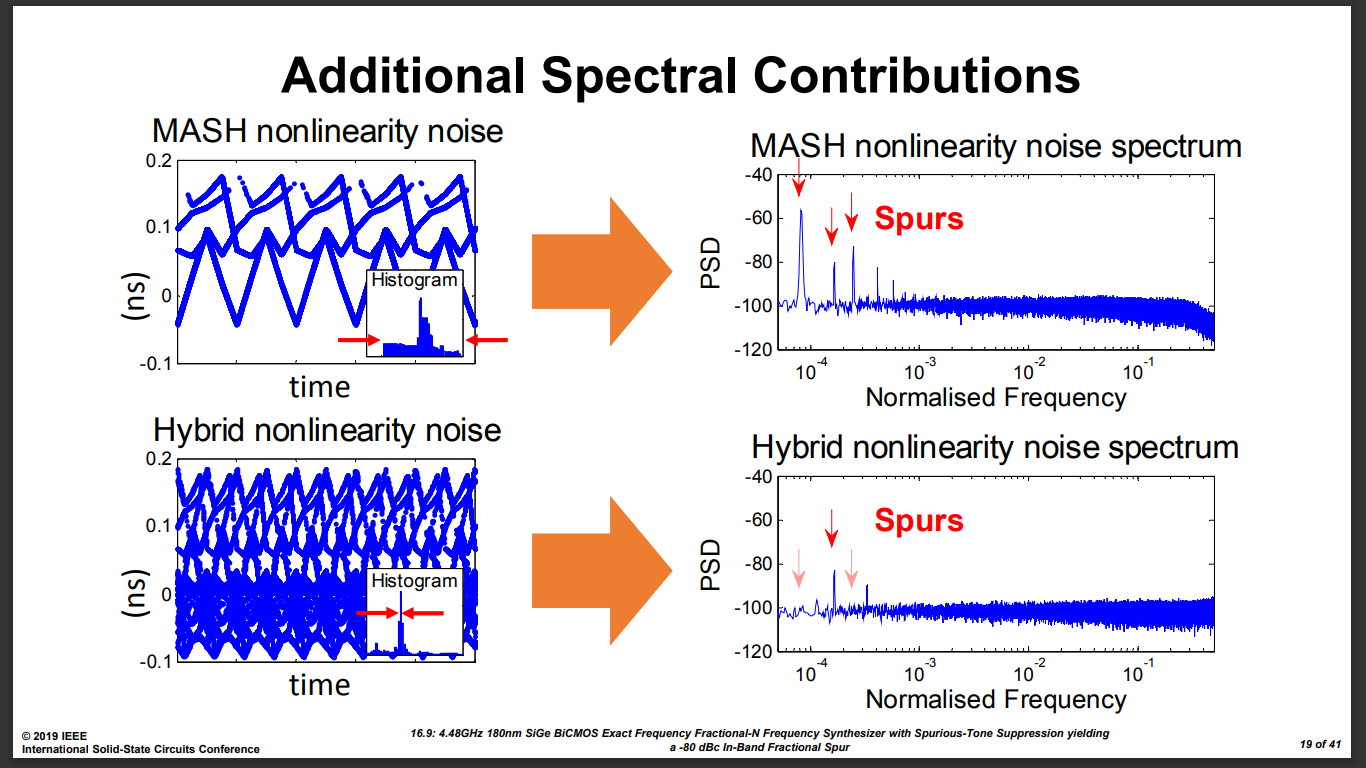 Additional Spectral Contributions
MASH nonlinearity noise
0.2
0.1
0
-0.1
(ns)
Histogram
time
MASH nonlinearity noise spectrum
-40
-60
-80
-100
-120
PSD
Spurs
10-4
10-3
10-2
10-1
Normalised Frequency
Hybrid nonlinearity noise
0.2
0.1
0
-0.1
(ns)
Histogram
time
Hybrid nonlinearity noise spectrum
-40
-60
-80
-100
-120
PSD
Spurs
10-4
10-3
10-2
10-1
Normalised Frequency
© 2019 IEEE
International Solid-State Circuits Conference
16.9: 4.48GHz 180nm SiGe BiCMOS Exact Frequency Fractional-N Frequency Synthesizer with Spurious-Tone Suppression yielding
a -80 dBc In-Band Fractional Spur
19 of 41